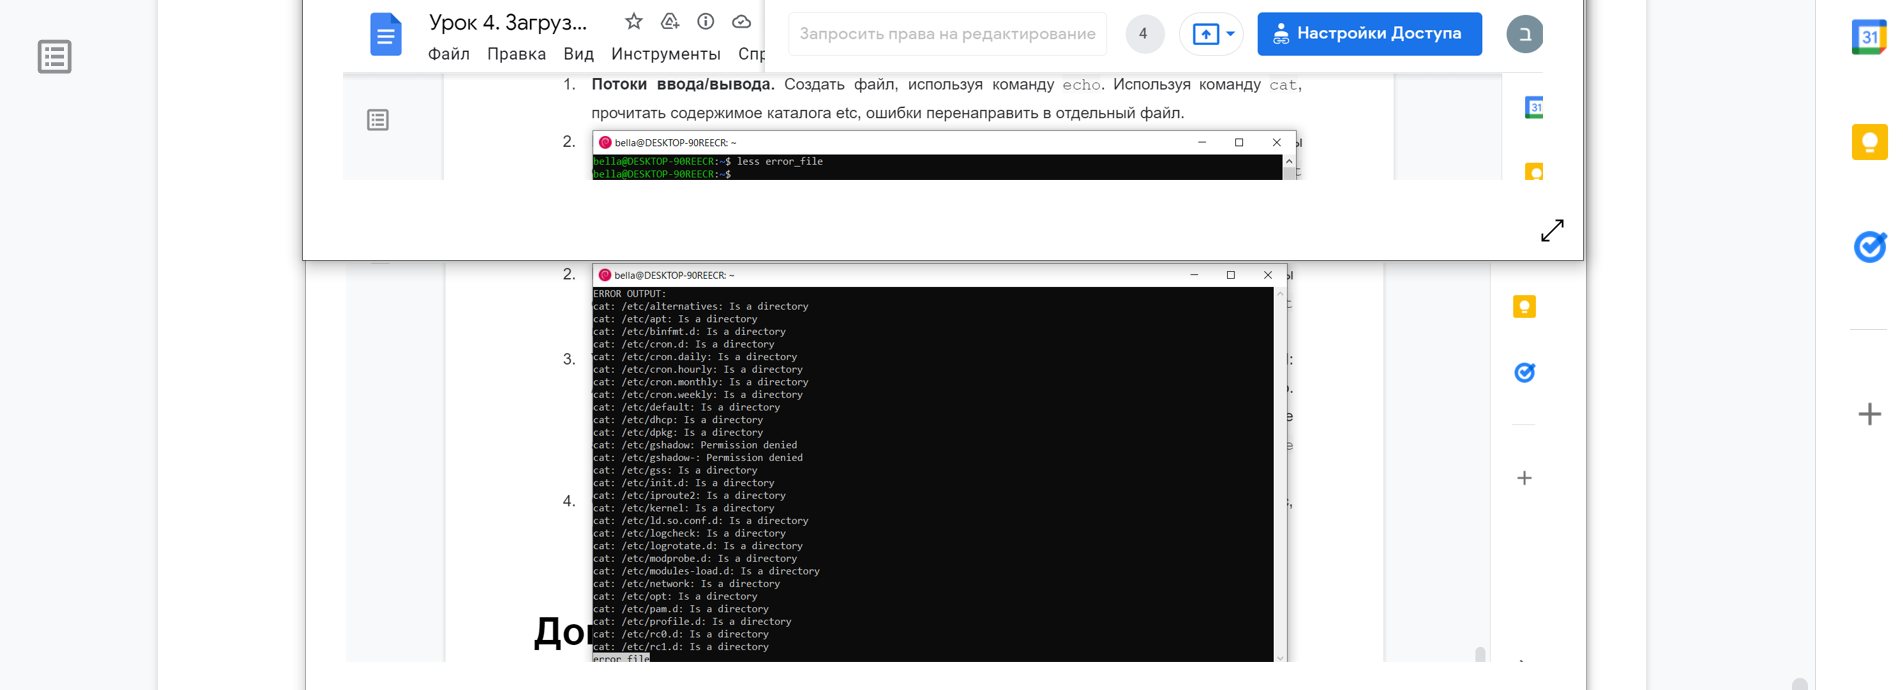 Урок 4. Загруз...
Файл Правка Вид Инструменты Спр
Запросить права на редактирование
4
Настройки Доступа
ב
31
31
1. Потоки ввода/вывода. Создать файл, используя команду echo. Используя команду cat,
прочитать содержимое каталога etc, ошибки перенаправить в отдельный файл.
2.
bella@DESKTOP-90REECR: ~
ы
bella@DESKTOP-90REECR:~$ less error_file
bella@DESKTOP-90REECR:~$
2.
bella@DESKTOP-90REECR: ~
ERROR OUTPUT:
cat: /etc/alternatives: Is a directory
cat: /etc/apt: Is a directory
cat: /etc/binfmt.d: Is a directory
cat: /etc/cron.d: Is a directory
3.
cat: /etc/cron.daily: Is a directory
cat: /etc/cron.hourly: Is a directory
cat: /etc/cron.monthly: Is a directory
cat: /etc/cron.weekly: Is a directory
cat: /etc/default: Is a directory
cat: /etc/dhcp: Is a directory
cat: /etc/dpkg: Is a directory
cat: /etc/gshadow: Permission denied
cat: /etc/gshadow-: Permission denied
cat: /etc/gss: Is a directory
cat: /etc/init.d: Is a directory
cat: /etc/iproute2: Is a directory
4.
cat: /etc/kernel: Is a directory
cat: /etc/ld.so.conf.d: Is a directory
cat: /etc/logcheck: Is a directory
cat: /etc/logrotate.d: Is a directory
cat: /etc/modprobe.d: Is a directory
cat: /etc/modules-load.d: Is a directory
cat: /etc/network: Is a directory
cat: /etc/opt: Is a directory
cat: /etc/pam.d: Is a directory
cat: /etc/profile.d: Is a directory
cat: /etc/rc0.d: Is a directory
cat: /etc/rc1.d: Is a directory
error_file